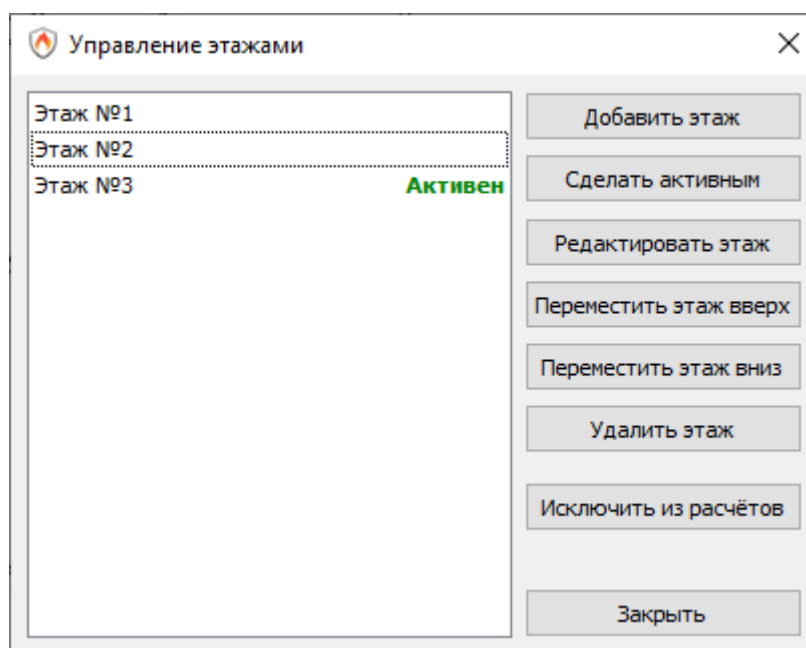 Управление этажами
Этаж №1
Этаж №2
Этаж №3 Активен
Добавить этаж
Сделать активным
Редактировать этаж
Переместить этаж вверх
Переместить этаж вниз
Удалить этаж
Исключить из расчётов
Закрыть